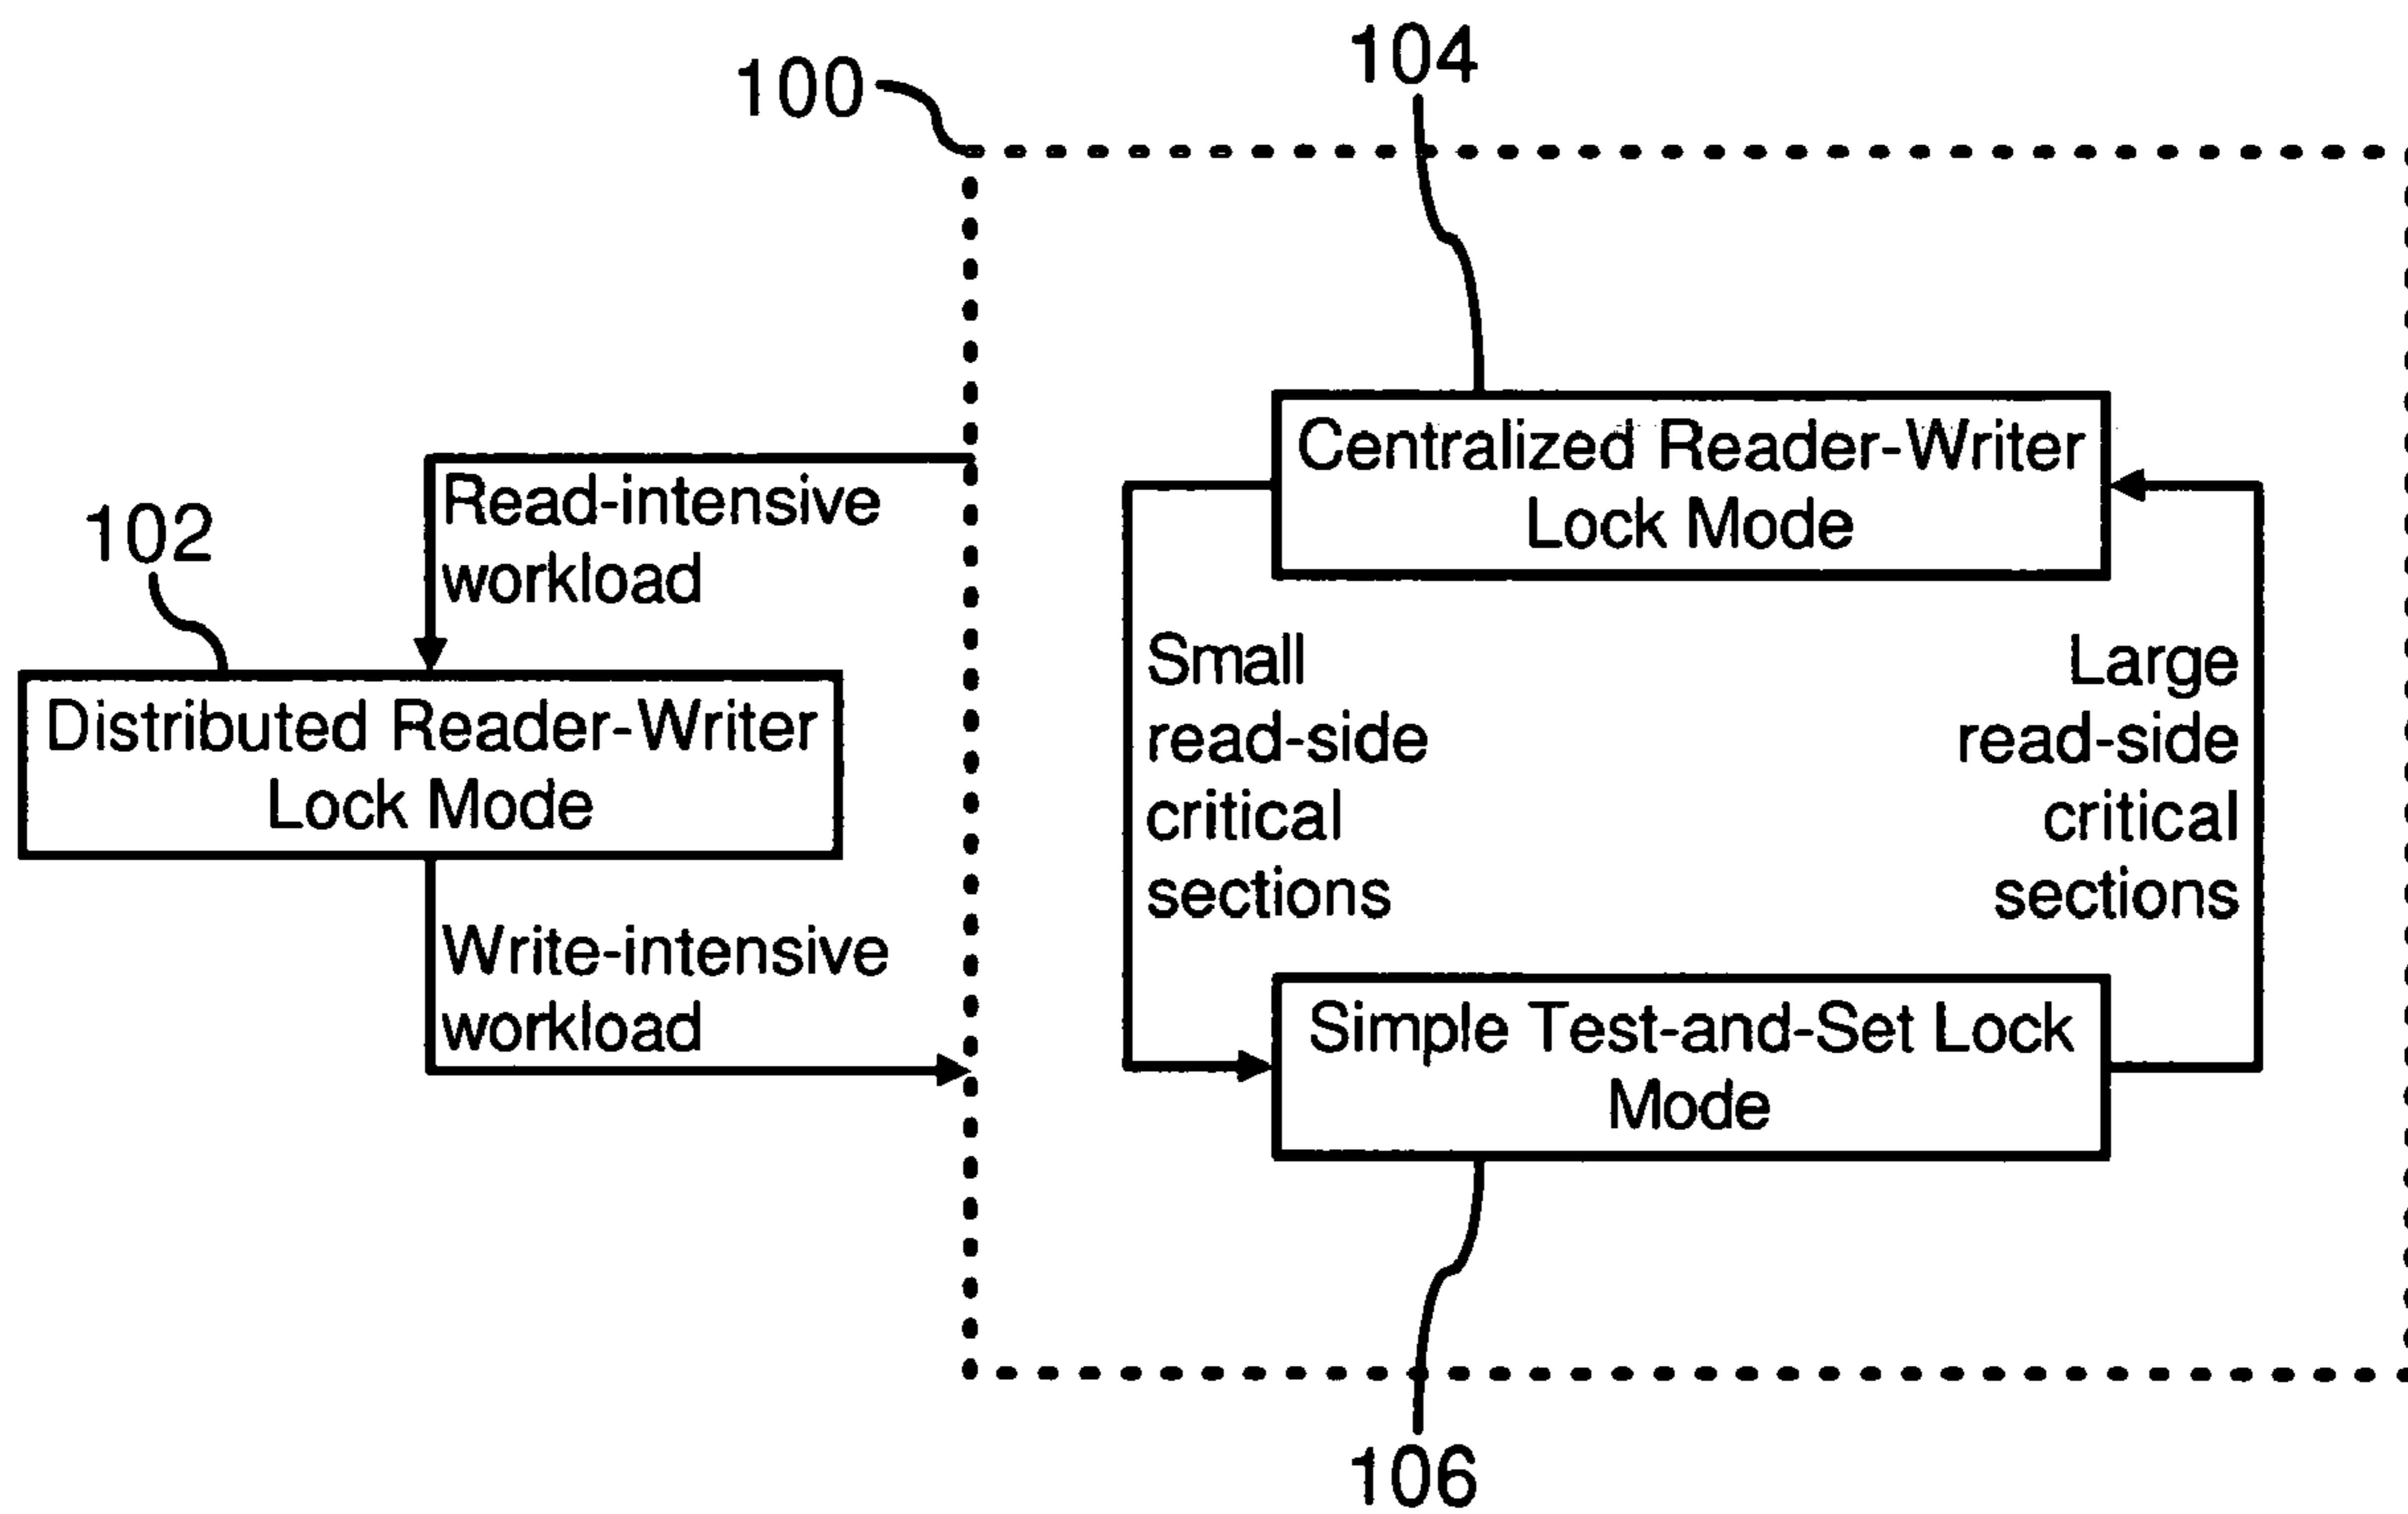 104
100
Centralized Reader-Writer
Lock Mode
Read-intensive
workload
102
Small
read-side
critical
sections
Large
read-side
critical
sections
Distributed Reader-Writer
Lock Mode
Write-intensive
workload
Simple Test-and-Set Lock
Mode
106